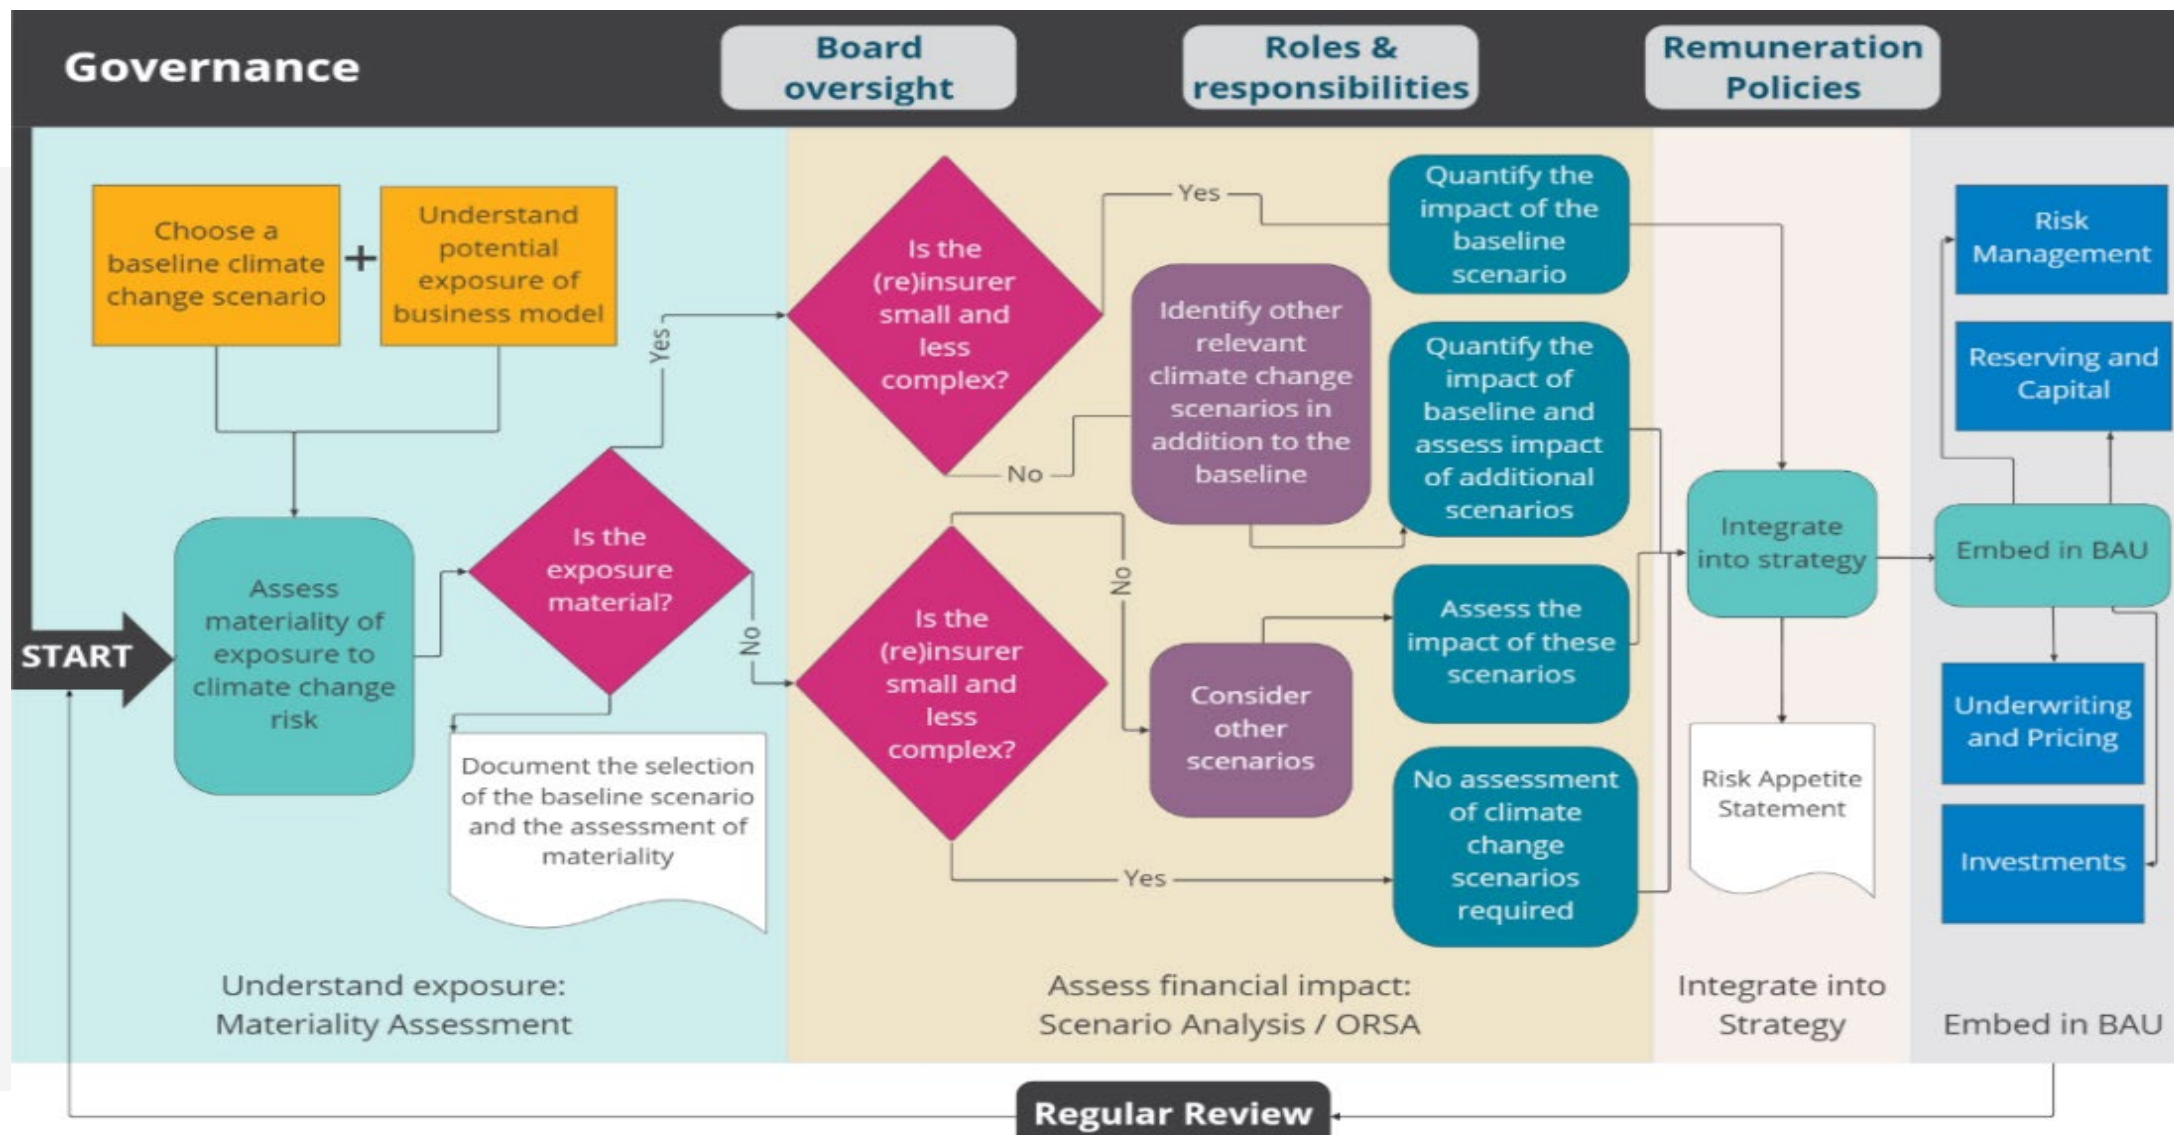 Governance
Board
oversight
Roles &
responsibilities
Remuneration
Policies
Choose a
baseline climate
change scenario
+
Understand
potential
exposure of
business model
START
Assess
materiality of
exposure to
climate change
risk
Is the
exposure
material?
Yes
No
Document the selection
of the baseline scenario
and the assessment of
materiality
Understand exposure:
Materiality Assessment
Is the
(re)insurer
small and
less
complex?
Yes
No
Identify other
relevant
climate change
scenarios in
addition to the
baseline
Quantify the
impact of the
baseline
scenario
Quantify the
impact of
baseline and
assess impact
of additional
scenarios
Is the
(re)insurer
small and
less
complex?
No
Yes
Consider
other
scenarios
Assess the
impact of these
scenarios
No assessment
of climate
change
scenarios
required
Assess financial impact:
Scenario Analysis / ORSA
Integrate
into strategy
Risk Appetite
Statement
Integrate into
Strategy
Risk
Management
Reserving and
Capital
Embed in BAU
Underwriting
and Pricing
Investments
Embed in BAU
Regular Review